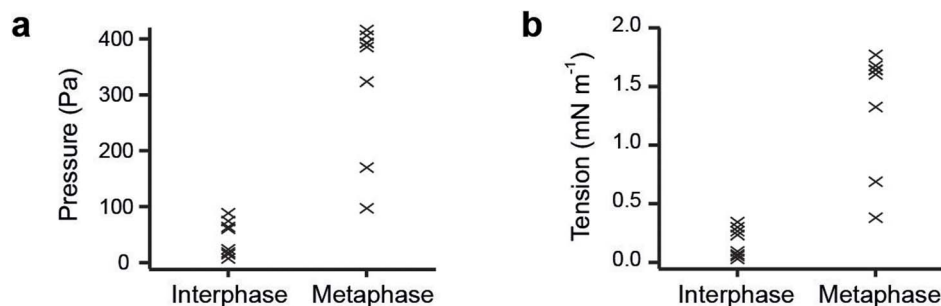 a
Pressure (Pa)
400
300
200
100
0
Interphase Metaphase
b
Tension (mN m⁻¹)
2.0
1.5
1.0
0.5
0.0
Interphase Metaphase